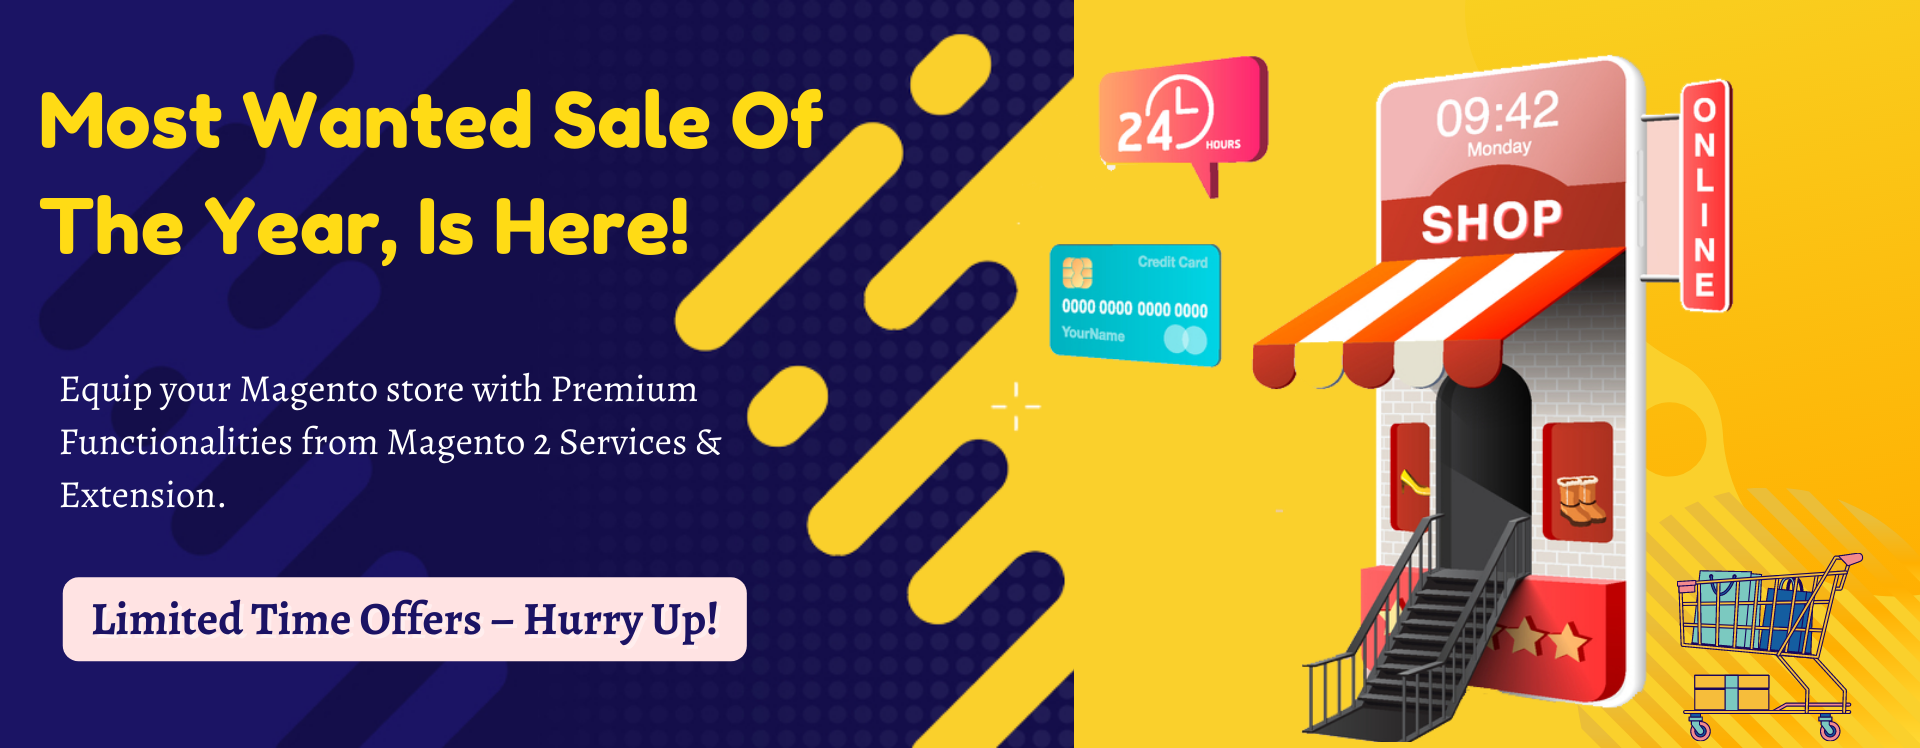 Most Wanted Sale Of
The Year, Is Here!
Equip your Magento store with Premium
Functionalities from Magento 2 Services &
Extension.
Limited Time Offers – Hurry Up!
24
HOURS
Credit Card
0000 0000 0000 0000
YourName
09:42
Monday
SHOP
ONLINE